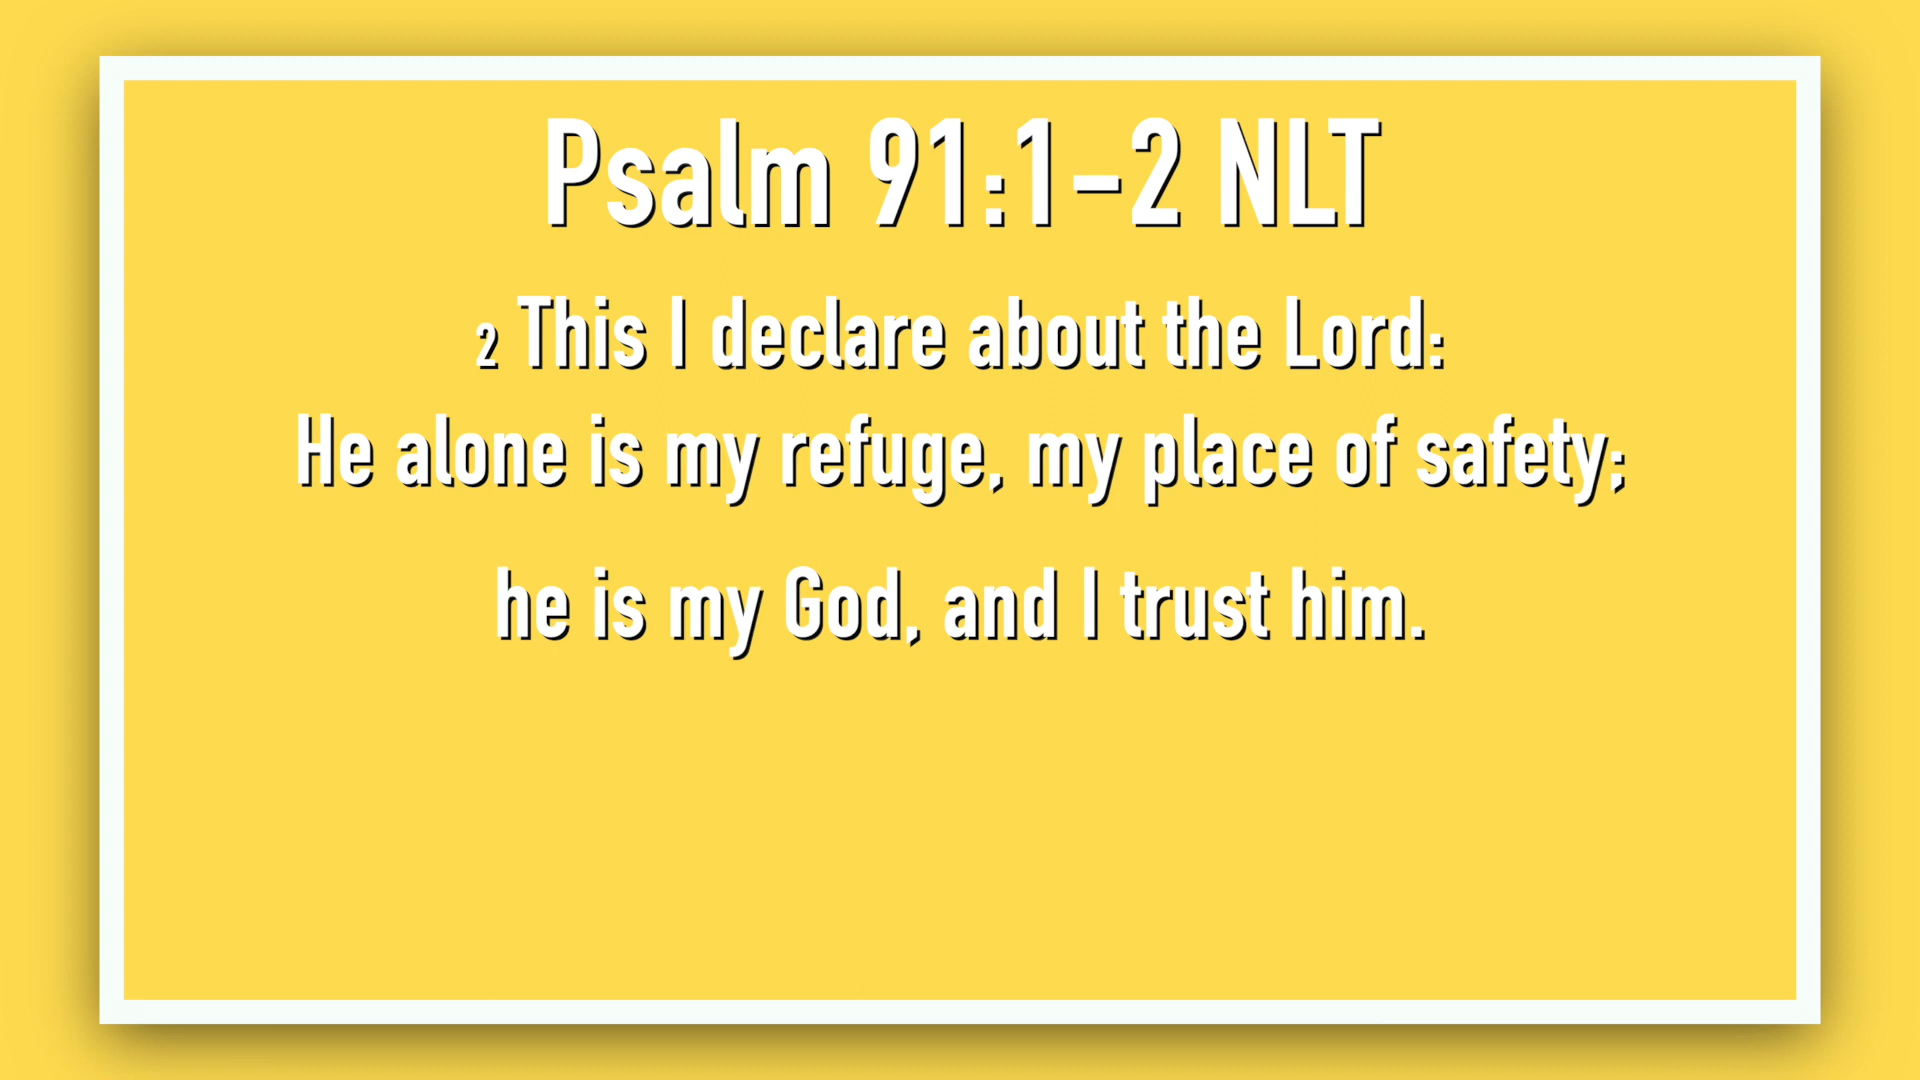 Psalm 91:1-2 NLT
2 This I declare about the Lord:
He alone is my refuge, my place of safety;
he is my God, and I trust him.